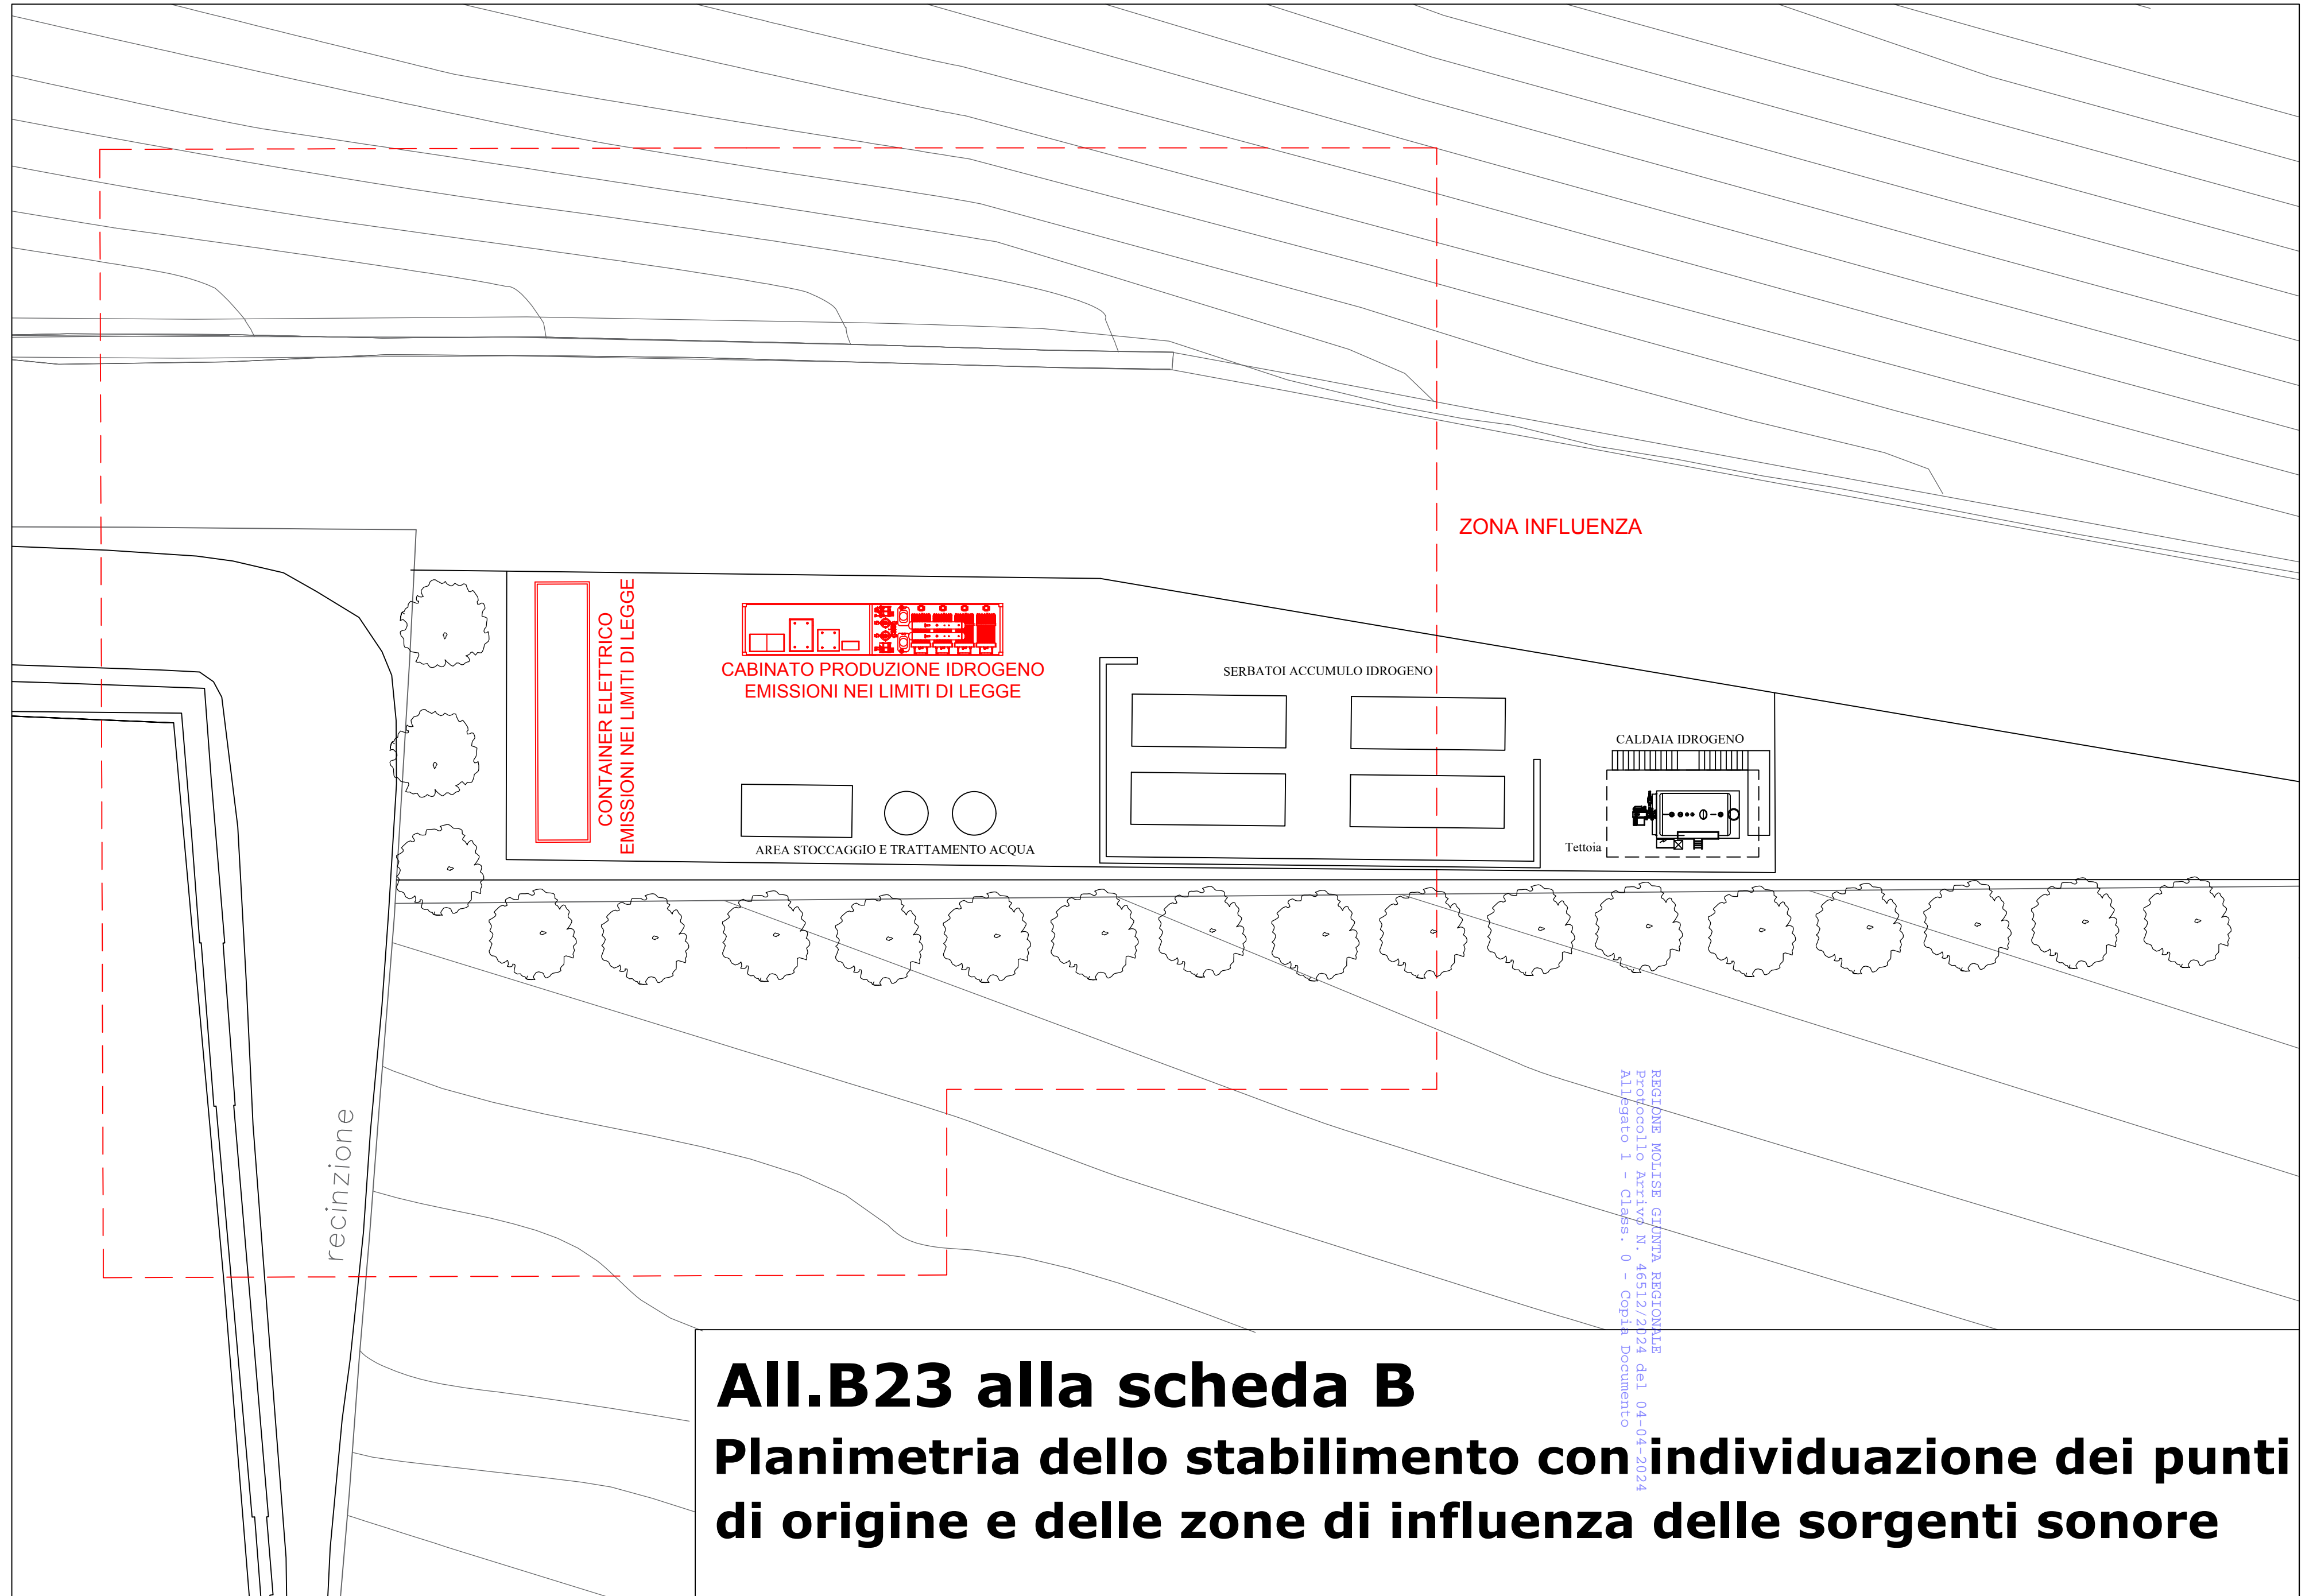 ZONA INFLUENZA
CONTAINER ELETTRICO
EMISSIONI NEI LIMITI DI LEGGE
CABINATO PRODUZIONE IDROGENO
EMISSIONI NEI LIMITI DI LEGGE
SERBATOI ACCUMULO IDROGENO
CALDAIA IDROGENO
Tettoia
AREA STOCCAGGIO E TRATTAMENTO ACQUA
recinzione
REGIONE MOLISE GIUNTA REGIONALE
Protocollo Arrivo N. 46512/2024 del 04-04-2024
Allegato 1 - Class. 0 - Copia Documento
All.B23 alla scheda B
Planimetria dello stabilimento con individuazione dei punti
di origine e delle zone di influenza delle sorgenti sonore